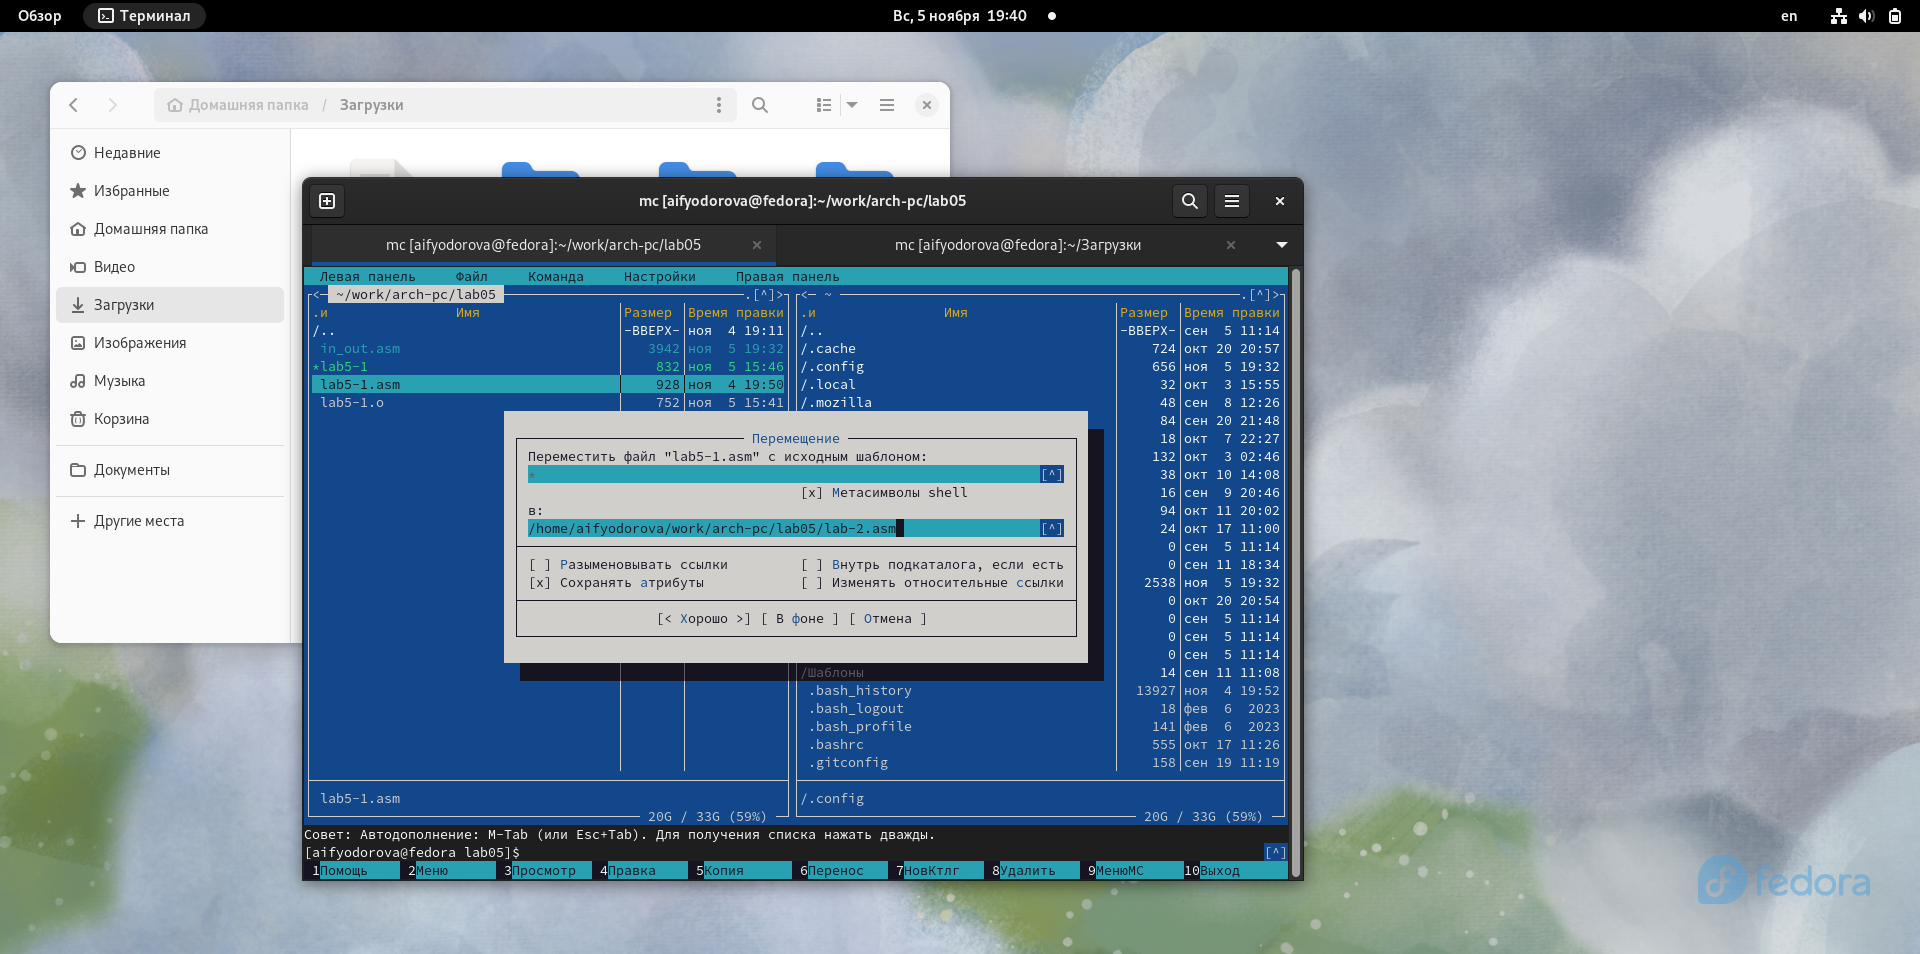 Обзор
Терминал
Вс, 5 ноября 19:40
en
Домашняя папка / Загрузки
Недавние
Избранные
Домашняя папка
Видео
Загрузки
Изображения
Музыка
Корзина
Документы
Другие места
mc [aifyodorova@fedora]:~/work/arch-pc/lab05
mc [aifyodorova@fedora]:~/work/arch-pc/lab05
mc [aifyodorova@fedora]:~/Загрузки
Левая панель Файл Команда Настройки Правая панель
<─ ~/work/arch-pc/lab05 .[^]>
.и Имя Размер Время правки
/.. -ВВЕРХ- ноя 4 19:11
in_out.asm 3942 ноя 5 19:32
*lab5-1 832 ноя 5 15:46
lab5-1.asm 928 ноя 4 19:50
lab5-1.o 752 ноя 5 15:41
lab5-1.asm
20G / 33G (59%)
<─ ~ .[^]>
.и Имя Размер Время правки
/.. -ВВЕРХ- сен 5 11:14
/.cache 724 окт 20 20:57
/.config 656 ноя 5 19:32
/.local 32 окт 3 15:55
/.mozilla 48 сен 8 12:26
84 сен 20 21:48
18 окт 7 22:27
132 окт 3 02:46
38 окт 10 14:08
16 сен 9 20:46
94 окт 11 20:02
24 окт 17 11:00
0 сен 5 11:14
0 сен 11 18:34
2538 ноя 5 19:32
0 окт 20 20:54
0 сен 5 11:14
0 сен 5 11:14
0 сен 5 11:14
/Шаблоны 14 сен 11 11:08
.bash_history 13927 ноя 4 19:52
.bash_logout 18 фев 6 2023
.bash_profile 141 фев 6 2023
.bashrc 555 окт 17 11:26
.gitconfig 158 сен 19 11:19
/.config
20G / 33G (59%)
Перемещение
Переместить файл "lab5-1.asm" с исходным шаблоном:
* [^]
[x] Метасимволы shell
в:
/home/aifyodorova/work/arch-pc/lab05/lab-2.asm [^]
[ ] Разыменовывать ссылки [ ] Внутрь подкаталога, если есть
[x] Сохранять атрибуты [ ] Изменять относительные ссылки
[< Хорошо >] [ В фоне ] [ Отмена ]
Совет: Автодополнение: M-Tab (или Esc+Tab). Для получения списка нажать дважды.
[aifyodorova@fedora lab05]$ [^]
1Помощь 2Меню 3Просмотр 4Правка 5Копия 6Перенос 7НовКтлг 8Удалить 9МенюMC 10Выход
fedora